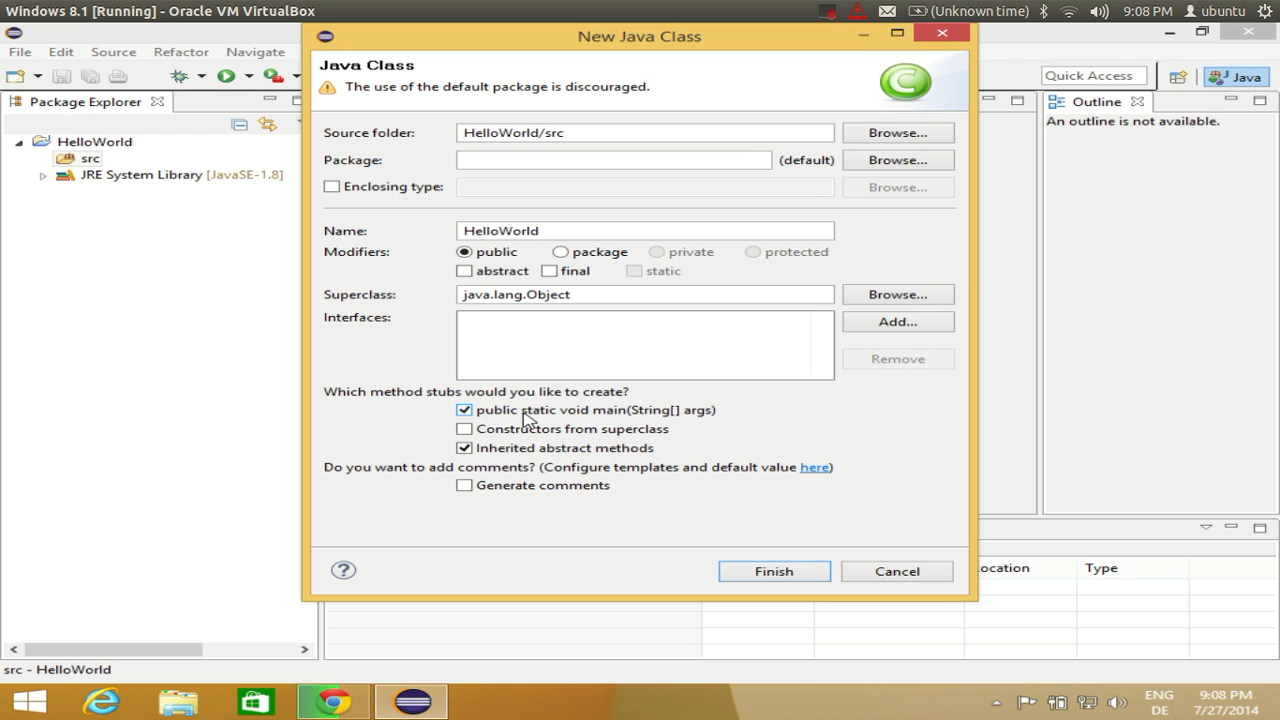 Windows 8.1 [Running] - Oracle VM VirtualBox
(Unknown time)
9:08 PM
ubuntu
New Java Class
File Edit Source Refactor Navigate
Java Class
The use of the default package is discouraged.
Quick Access
Java
Package Explorer
Outline
An outline is not available.
HelloWorld
src
JRE System Library [JavaSE-1.8]
Source folder:
HelloWorld/src
Browse...
Package:
(default)
Browse...
Enclosing type:
Browse...
Name:
HelloWorld
Modifiers:
public package private protected
abstract final static
Superclass:
java.lang.Object
Browse...
Interfaces:
Add...
Remove
Which method stubs would you like to create?
public static void main(String[] args)
Constructors from superclass
Inherited abstract methods
Do you want to add comments? (Configure templates and default value here)
Generate comments
Finish
Cancel
ocation
Type
src - HelloWorld
ENG
DE
9:08 PM
7/27/2014